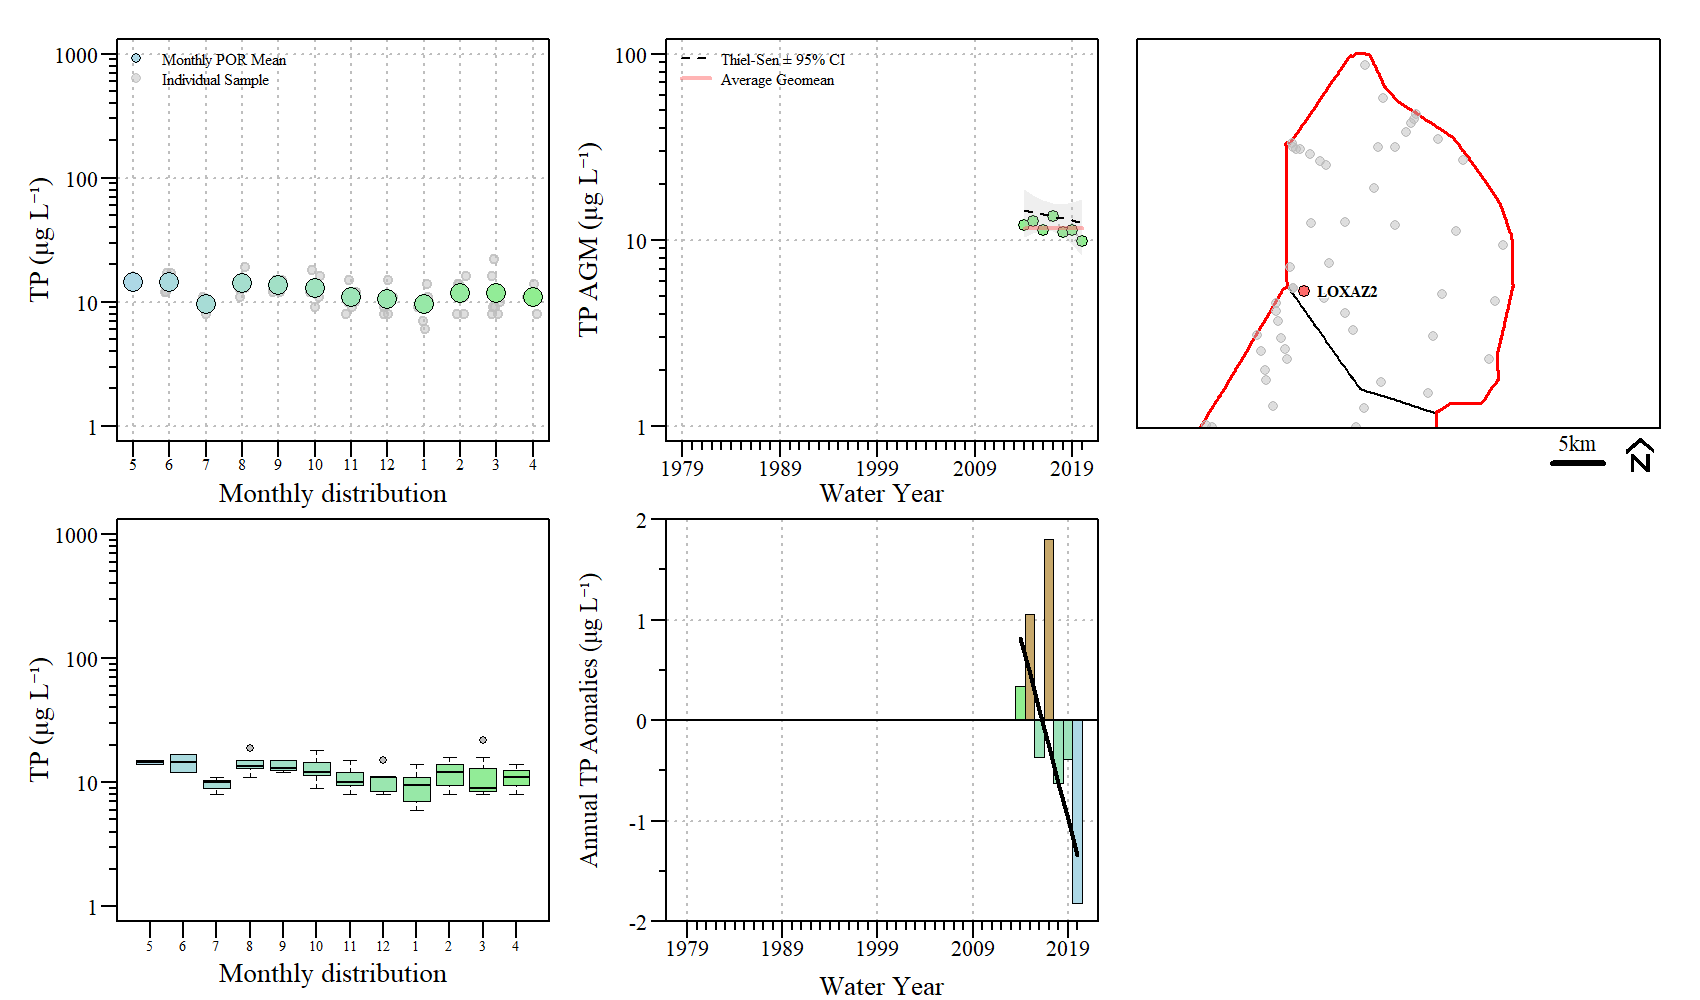 1000
100
10
1
TP (µg L⁻¹)
Monthly POR Mean
Individual Sample
5 6 7 8 9 10 11 12 1 2 3 4
Monthly distribution
100
10
1
TP AGM (µg L⁻¹)
Thiel-Sen ± 95% CI
Average Geomean
1979 1989 1999 2009 2019
Water Year
LOXAZ2
5km
N
1000
100
10
1
TP (µg L⁻¹)
5 6 7 8 9 10 11 12 1 2 3 4
Monthly distribution
2
1
0
-1
-2
Annual TP Aomalies (µg L⁻¹)
1979 1989 1999 2009 2019
Water Year